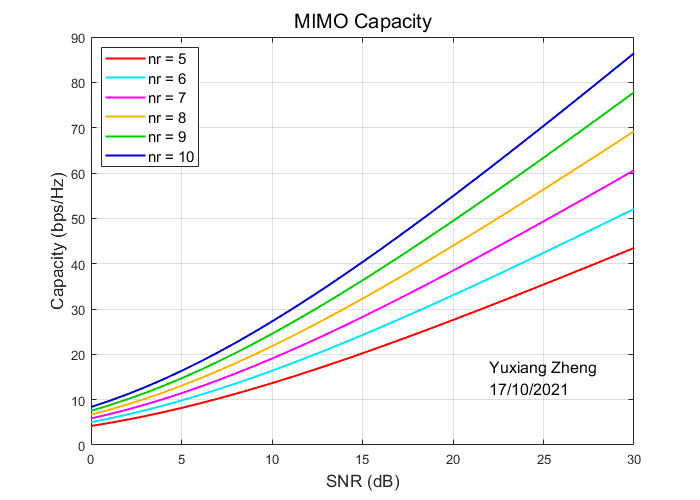 MIMO Capacity
90
80
70
60
50
40
30
20
10
0
Capacity (bps/Hz)
nr = 5
nr = 6
nr = 7
nr = 8
nr = 9
nr = 10
Yuxiang Zheng
17/10/2021
0 5 10 15 20 25 30
SNR (dB)